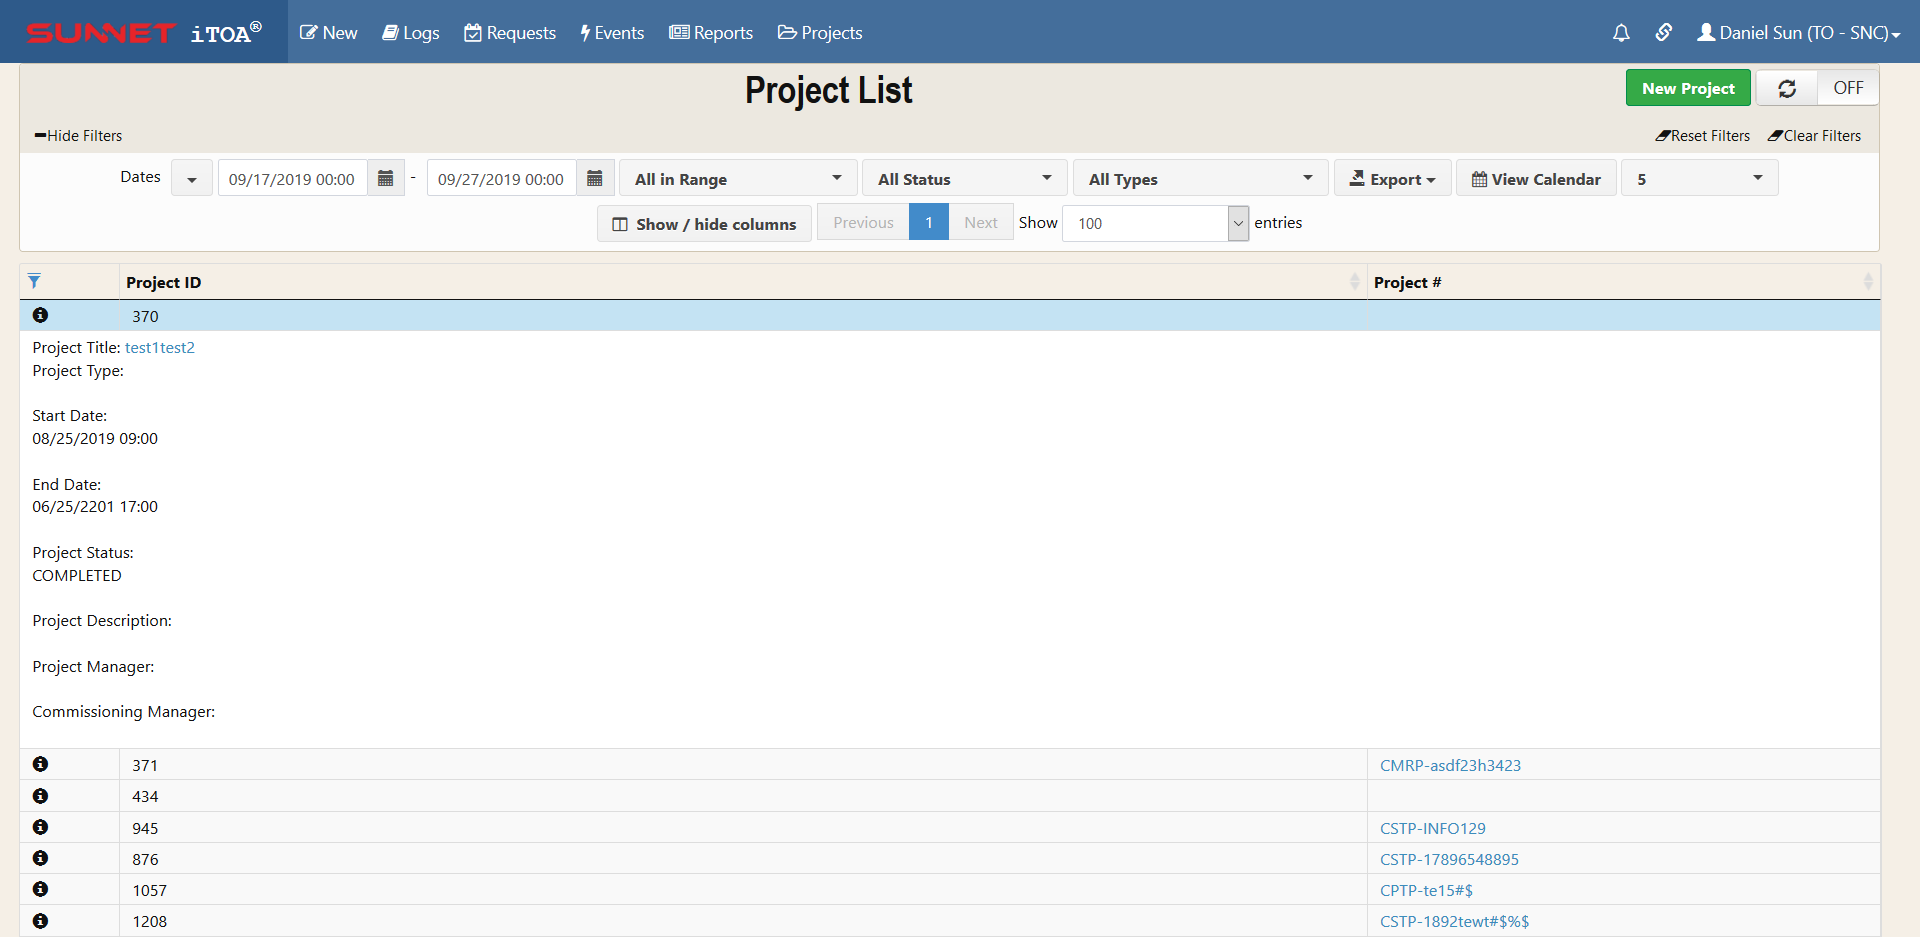 SUNNET iTOA® New Logs Requests Events Reports Projects Daniel Sun (TO - SNC)
Project List New Project OFF
Hide Filters Reset Filters Clear Filters
Dates 09/17/2019 00:00 - 09/27/2019 00:00 All in Range All Status All Types Export View Calendar 5
Show / hide columns Previous 1 Next Show 100 entries
Project ID Project #
370
Project Title: test1test2
Project Type:
Start Date:
08/25/2019 09:00
End Date:
06/25/2201 17:00
Project Status:
COMPLETED
Project Description:
Project Manager:
Commissioning Manager:
371 CMRP-asdf23h3423
434
945 CSTP-INFO129
876 CSTP-17896548895
1057 CPTP-te15#$
1208 CSTP-1892tewt#$%$